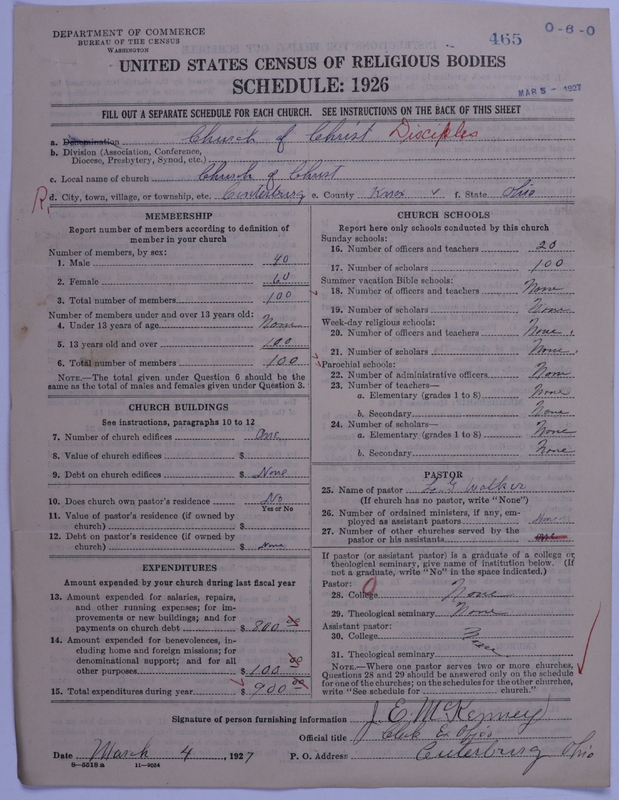 DEPARTMENT OF COMMERCE
BUREAU OF THE CENSUS
WASHINGTON
465
0-6-0
UNITED STATES CENSUS OF RELIGIOUS BODIES
SCHEDULE: 1926
MAR 5 - 1927
FILL OUT A SEPARATE SCHEDULE FOR EACH CHURCH. SEE INSTRUCTIONS ON THE BACK OF THIS SHEET
a. Denomination Church of Christ Disciples
b. Division (Association, Conference, Diocese, Presbytery, Synod, etc.)
c. Local name of church Church of Christ
R d. City, town, village, or township, etc. Centerburg e. County Knox f. State Ohio
MEMBERSHIP
Report number of members according to definition of
member in your church
Number of members, by sex:
1. Male 40
2. Female 60
3. Total number of members 100
Number of members under and over 13 years old:
4. Under 13 years of age None
5. 13 years old and over 100
6. Total number of members 100
NOTE.—The total given under Question 6 should be
same as the total of males and females given under Question 3.
CHURCH BUILDINGS
See instructions, paragraphs 10 to 12
7. Number of church edifices One
8. Value of church edifices $
9. Debt on church edifices $ None
10. Does church own pastor's residence No
Yes or No
11. Value of pastor's residence (if owned by
church) $
12. Debt on pastor's residence (if owned by
church) $ None
EXPENDITURES
Amount expended by your church during last fiscal year
13. Amount expended for salaries, repairs,
and other running expenses; for im-
provements or new buildings; and for
payments on church debt $ 800 00
14. Amount expended for benevolences, in-
cluding home and foreign missions; for
denominational support; and for all
other purposes $ 100 00
15. Total expenditures during year $ 900 00
CHURCH SCHOOLS
Report here only schools conducted by this church
Sunday schools:
16. Number of officers and teachers 20
17. Number of scholars 100
Summer vacation Bible schools:
18. Number of officers and teachers None
19. Number of scholars None
Week-day religious schools:
20. Number of officers and teachers None
21. Number of scholars None
Parochial schools:
22. Number of administrative officers None
23. Number of teachers—
a. Elementary (grades 1 to 8) None
b. Secondary None
24. Number of scholars—
a. Elementary (grades 1 to 8) None
b. Secondary None
PASTOR
25. Name of pastor Walker
(If church has no pastor, write "None")
26. Number of ordained ministers, if any, em-
ployed as assistant pastors None
27. Number of other churches served by the
pastor or his assistants
If pastor (or assistant pastor) is a graduate of a college or
theological seminary, give name of institution below. (If
not a graduate, write "No" in the space indicated.)
Pastor:
28. College None
29. Theological seminary None
Assistant pastor:
30. College None
31. Theological seminary
NOTE.—Where one pastor serves two or more churches,
Questions 28 and 29 should be answered only on the schedule
for one of the churches; on the schedules for the other churches,
write "See schedule for church."
Signature of person furnishing information J. E. McKenney
Official title Clerk
Date March 4, 1927 P. O. Address Centerburg Ohio
8—5518a 11—9034